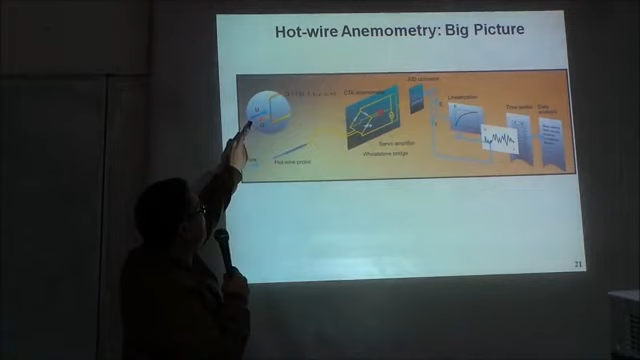 Hot-wire Anemometry: Big Picture
U
CTA anemometer
A/D converter
Linearization
E
Time series
Data
analysis
Servo amplifier
Wheatstone bridge
Hot-wire probe
21